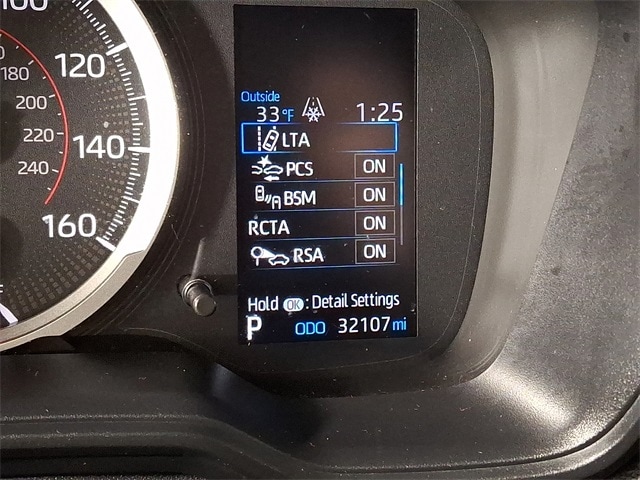 100
120
140
160
180
200
220
240
Outside
33°F 1:25
LTA
PCS ON
BSM ON
RCTA ON
RSA ON
Hold OK : Detail Settings
P ODO 32107 mi